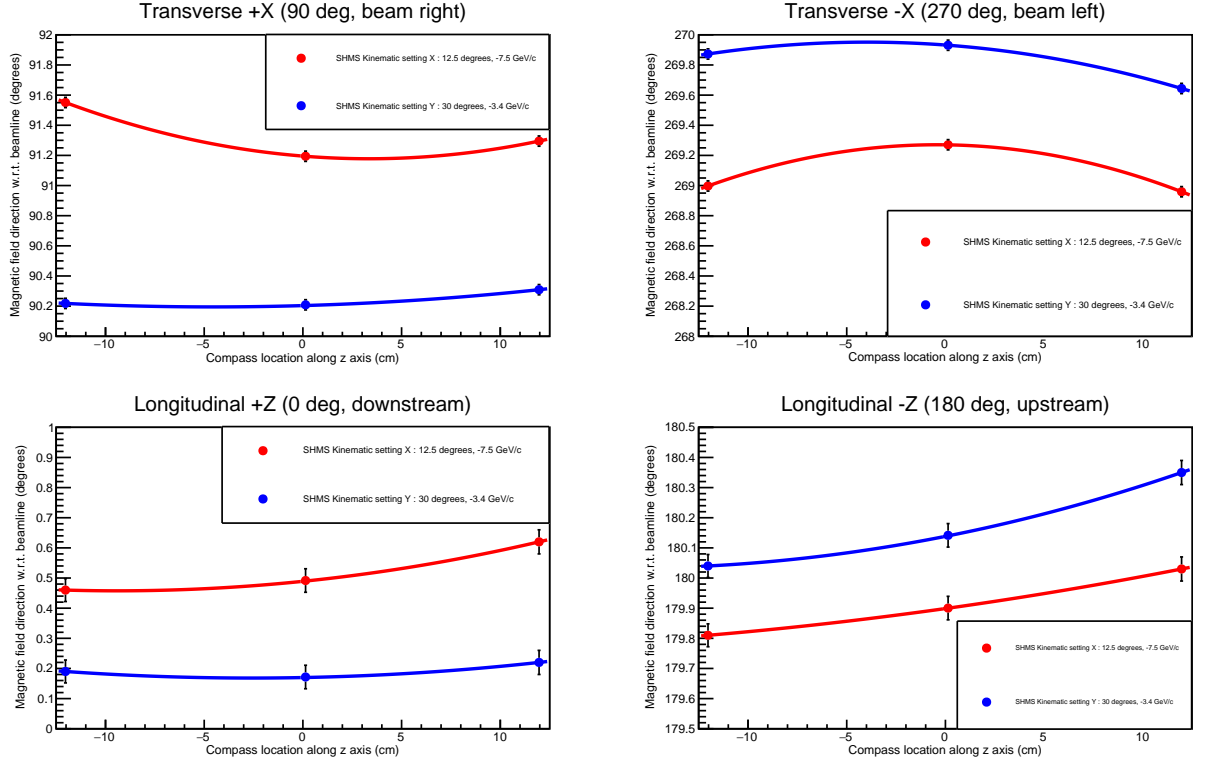 Transverse +X (90 deg, beam right)
Magnetic field direction w.r.t. beamline (degrees)
92
91.8
91.6
91.4
91.2
91
90.8
90.6
90.4
90.2
90
SHMS Kinematic setting X : 12.5 degrees, -7.5 GeV/c
SHMS Kinematic setting Y : 30 degrees, -3.4 GeV/c
−10 −5 0 5 10
Compass location along z axis (cm)
Transverse -X (270 deg, beam left)
Magnetic field direction w.r.t. beamline (degrees)
270
269.8
269.6
269.4
269.2
269
268.8
268.6
268.4
268.2
268
SHMS Kinematic setting X : 12.5 degrees, -7.5 GeV/c
SHMS Kinematic setting Y : 30 degrees, -3.4 GeV/c
−10 −5 0 5 10
Compass location along z axis (cm)
Longitudinal +Z (0 deg, downstream)
Magnetic field direction w.r.t. beamline (degrees)
1
0.9
0.8
0.7
0.6
0.5
0.4
0.3
0.2
0.1
0
SHMS Kinematic setting X : 12.5 degrees, -7.5 GeV/c
SHMS Kinematic setting Y : 30 degrees, -3.4 GeV/c
−10 −5 0 5 10
Compass location along z axis (cm)
Longitudinal -Z (180 deg, upstream)
Magnetic field direction w.r.t. beamline (degrees)
180.5
180.4
180.3
180.2
180.1
180
179.9
179.8
179.7
179.6
179.5
SHMS Kinematic setting X : 12.5 degrees, -7.5 GeV/c
SHMS Kinematic setting Y : 30 degrees, -3.4 GeV/c
−10 −5 0 5 10
Compass location along z axis (cm)